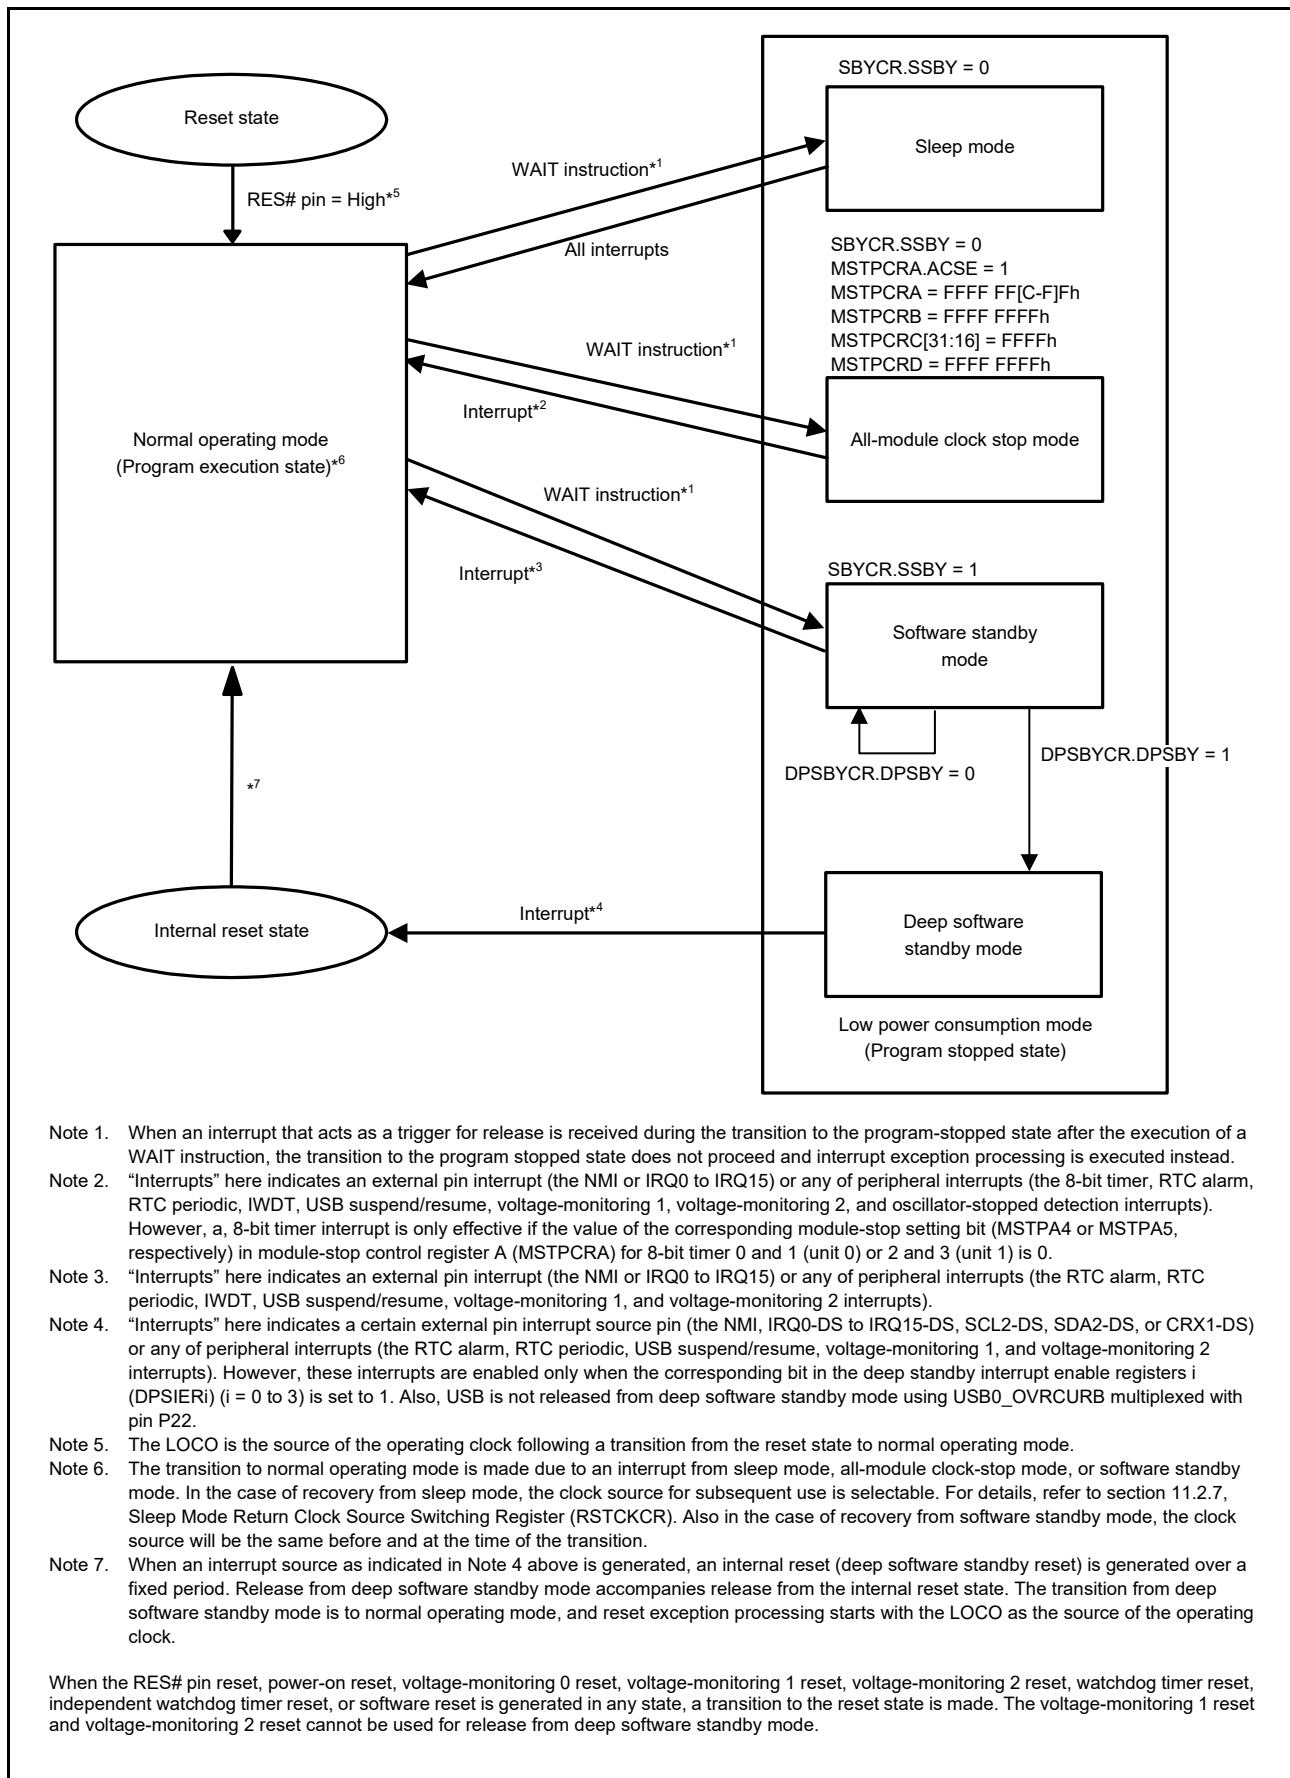 SBYCR.SSBY = 0
Reset state
Sleep mode
WAIT instruction*1
RES# pin = High*5
All interrupts
SBYCR.SSBY = 0
MSTPCRA.ACSE = 1
MSTPCRA = FFFF FF[C-F]Fh
MSTPCRB = FFFF FFFFh
MSTPCRC[31:16] = FFFFh
MSTPCRD = FFFF FFFFh
WAIT instruction*1
Interrupt*2
Normal operating mode
(Program execution state)*6
All-module clock stop mode
WAIT instruction*1
Interrupt*3
SBYCR.SSBY = 1
Software standby
mode
DPSBYCR.DPSBY = 0
DPSBYCR.DPSBY = 1
*7
Interrupt*4
Internal reset state
Deep software
standby mode
Low power consumption mode
(Program stopped state)
Note 1. When an interrupt that acts as a trigger for release is received during the transition to the program-stopped state after the execution of a
WAIT instruction, the transition to the program stopped state does not proceed and interrupt exception processing is executed instead.
Note 2. “Interrupts” here indicates an external pin interrupt (the NMI or IRQ0 to IRQ15) or any of peripheral interrupts (the 8-bit timer, RTC alarm,
RTC periodic, IWDT, USB suspend/resume, voltage-monitoring 1, voltage-monitoring 2, and oscillator-stopped detection interrupts).
However, a, 8-bit timer interrupt is only effective if the value of the corresponding module-stop setting bit (MSTPA4 or MSTPA5,
respectively) in module-stop control register A (MSTPCRA) for 8-bit timer 0 and 1 (unit 0) or 2 and 3 (unit 1) is 0.
Note 3. “Interrupts” here indicates an external pin interrupt (the NMI or IRQ0 to IRQ15) or any of peripheral interrupts (the RTC alarm, RTC
periodic, IWDT, USB suspend/resume, voltage-monitoring 1, and voltage-monitoring 2 interrupts).
Note 4. “Interrupts” here indicates a certain external pin interrupt source pin (the NMI, IRQ0-DS to IRQ15-DS, SCL2-DS, SDA2-DS, or CRX1-DS)
or any of peripheral interrupts (the RTC alarm, RTC periodic, USB suspend/resume, voltage-monitoring 1, and voltage-monitoring 2
interrupts). However, these interrupts are enabled only when the corresponding bit in the deep standby interrupt enable registers i
(DPSIERi) (i = 0 to 3) is set to 1. Also, USB is not released from deep software standby mode using USB0_OVRCURB multiplexed with
pin P22.
Note 5. The LOCO is the source of the operating clock following a transition from the reset state to normal operating mode.
Note 6. The transition to normal operating mode is made due to an interrupt from sleep mode, all-module clock-stop mode, or software standby
mode. In the case of recovery from sleep mode, the clock source for subsequent use is selectable. For details, refer to section 11.2.7,
Sleep Mode Return Clock Source Switching Register (RSTCKCR). Also in the case of recovery from software standby mode, the clock
source will be the same before and at the time of the transition.
Note 7. When an interrupt source as indicated in Note 4 above is generated, an internal reset (deep software standby reset) is generated over a
fixed period. Release from deep software standby mode accompanies release from the internal reset state. The transition from deep
software standby mode is to normal operating mode, and reset exception processing starts with the LOCO as the source of the operating
clock.
When the RES# pin reset, power-on reset, voltage-monitoring 0 reset, voltage-monitoring 1 reset, voltage-monitoring 2 reset, watchdog timer reset,
independent watchdog timer reset, or software reset is generated in any state, a transition to the reset state is made. The voltage-monitoring 1 reset
and voltage-monitoring 2 reset cannot be used for release from deep software standby mode.